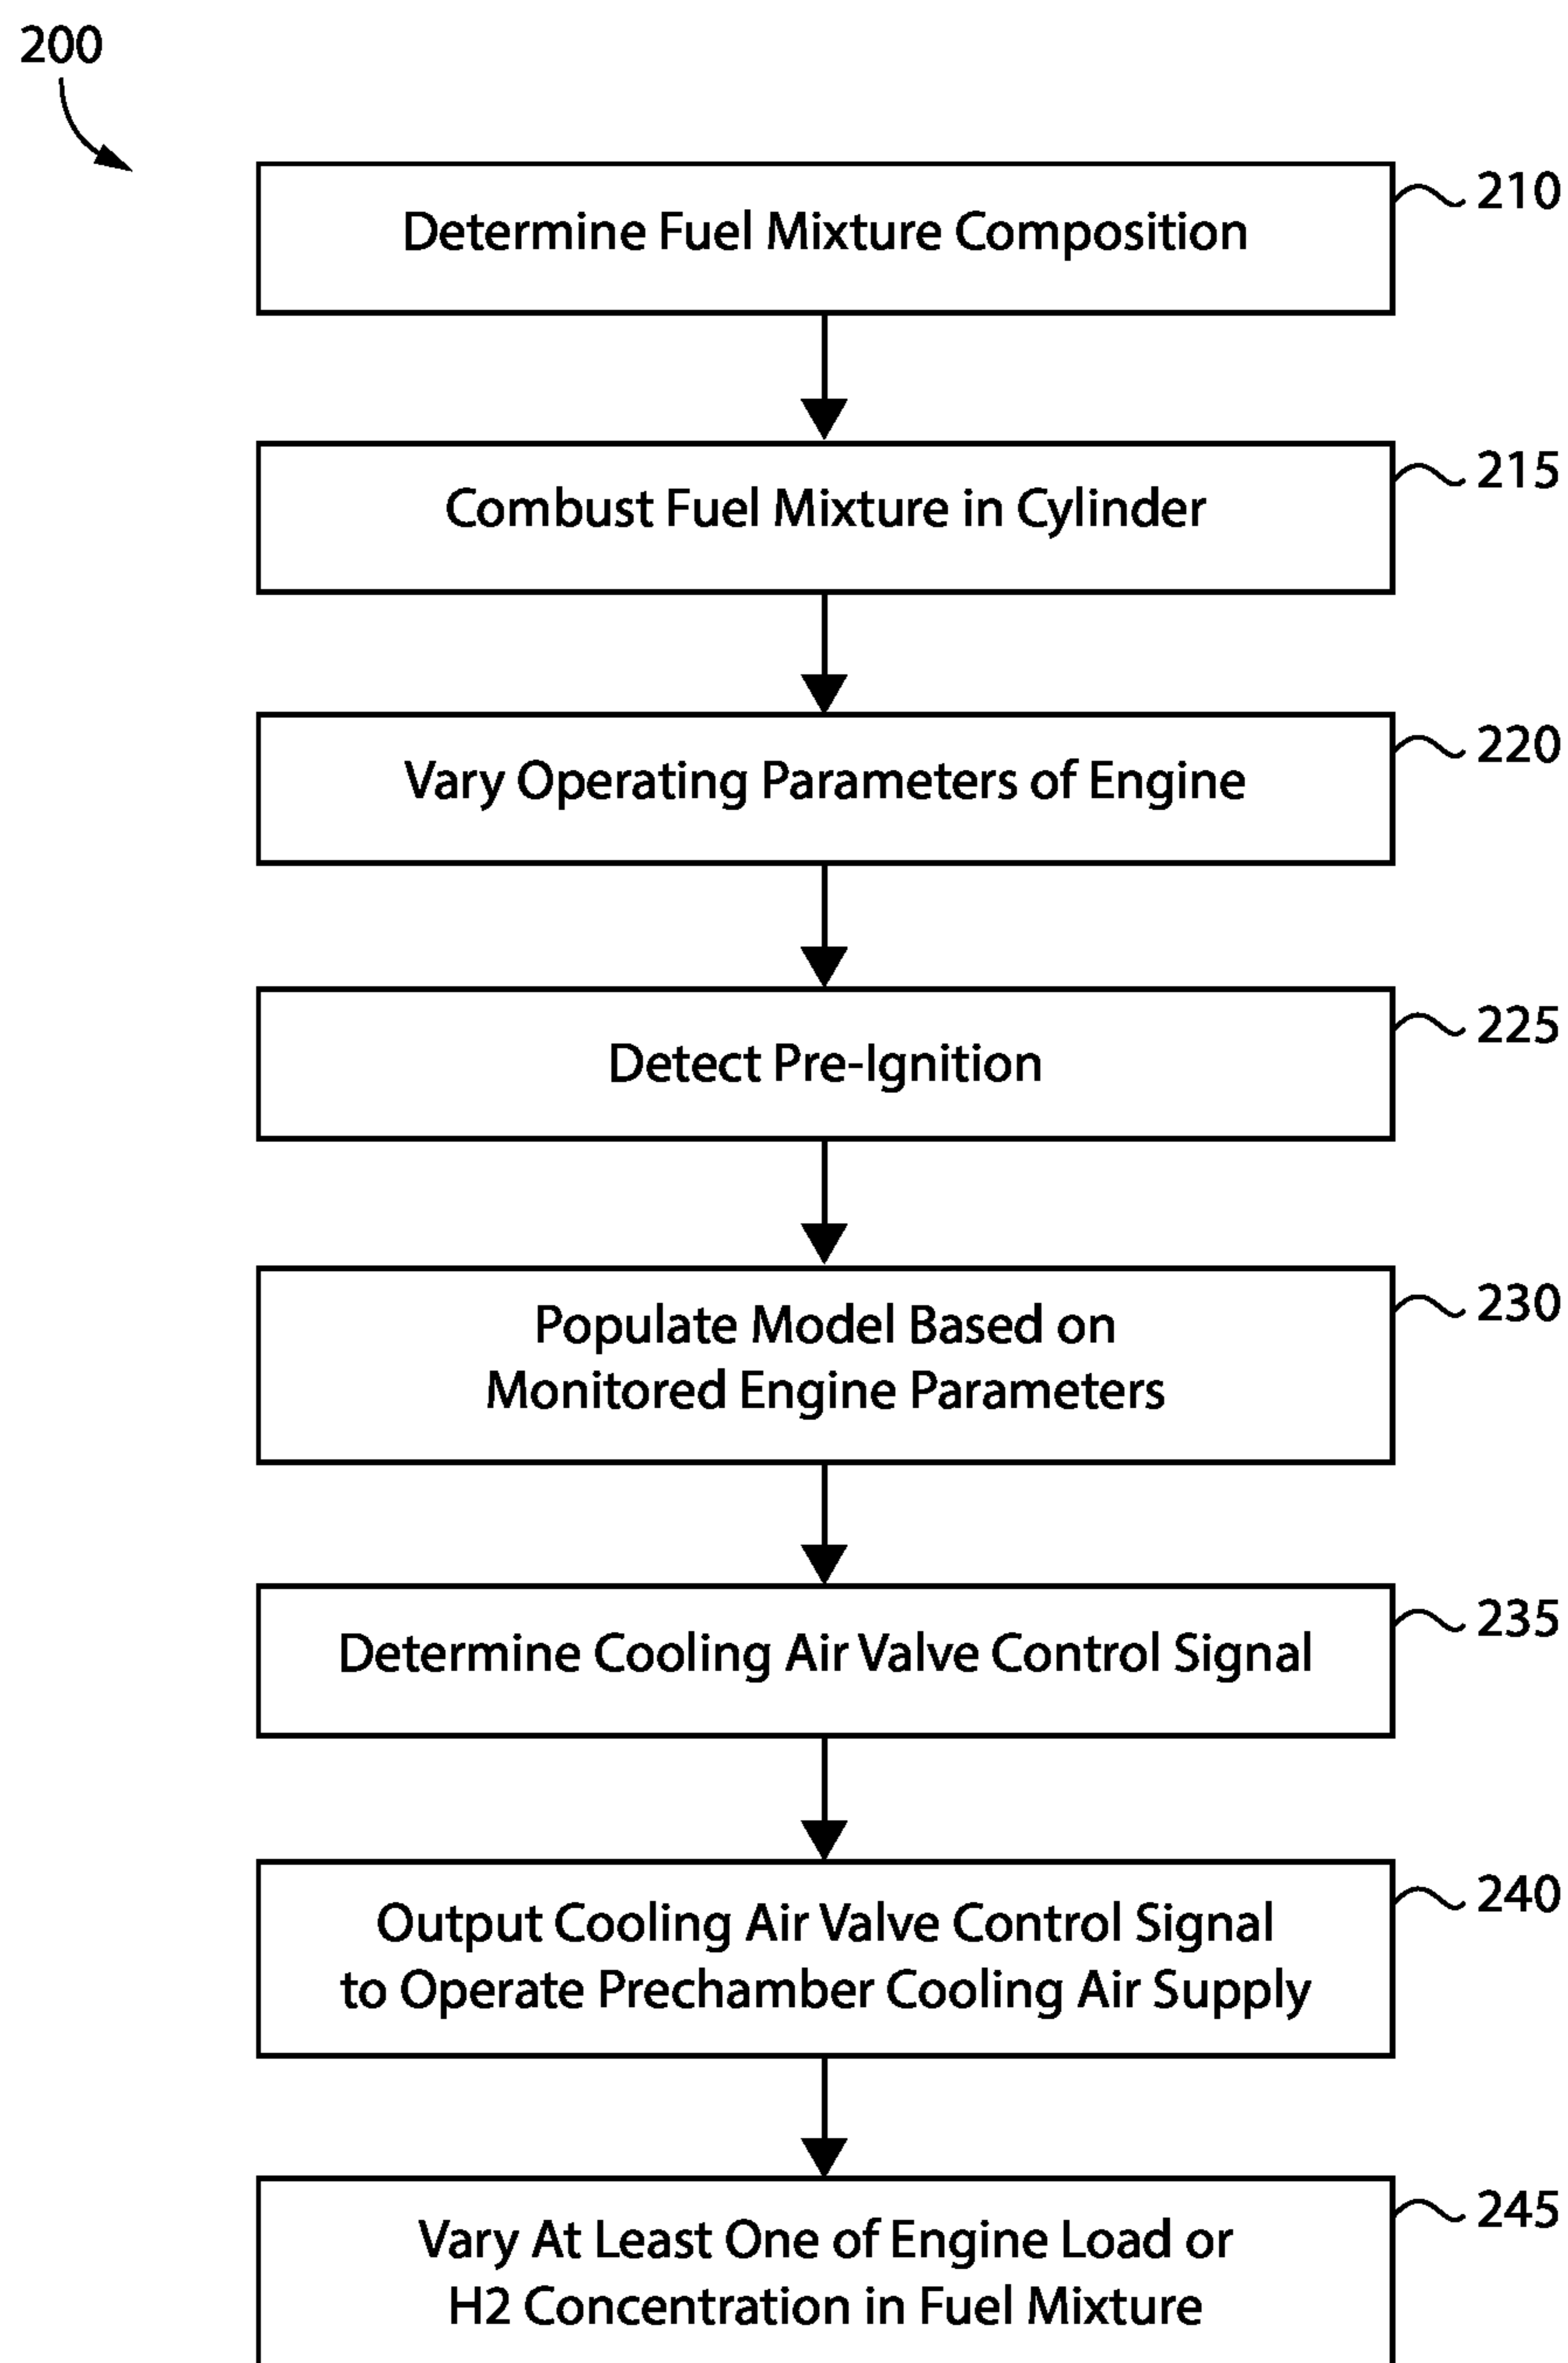 200
Determine Fuel Mixture Composition
210
Combust Fuel Mixture in Cylinder
215
Vary Operating Parameters of Engine
220
Detect Pre-Ignition
225
Populate Model Based on
Monitored Engine Parameters
230
Determine Cooling Air Valve Control Signal
235
Output Cooling Air Valve Control Signal
to Operate Prechamber Cooling Air Supply
240
Vary At Least One of Engine Load or
H2 Concentration in Fuel Mixture
245